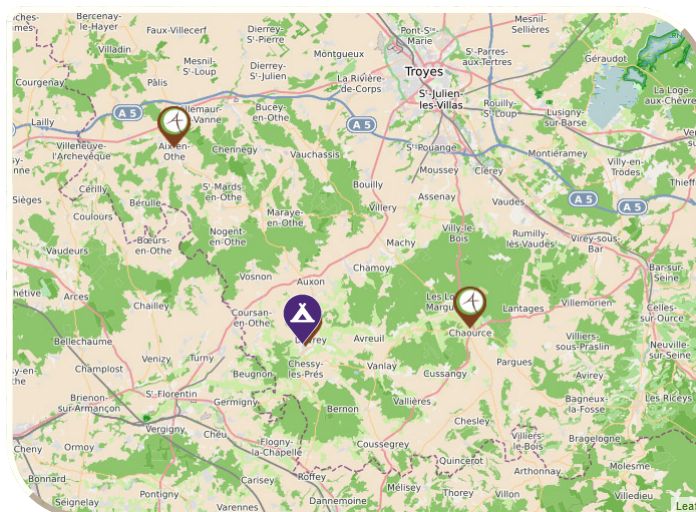 Bercenay-
le-Hayer
Faux-Villecerf
Dierrey-
St-Pierre
Pont-Ste-
Marie
Mesnil-
Sellières
Villadin
Montgueux
St-Parres-
aux-Tertres
Géraudot
Courgenay
Pâlis
Mesnil-
St-Loup
Dierrey-
St-Julien
La Rivière-
de-Corps
Troyes
St-Julien-
les-Villas
La Loge-
aux-Chèvres
Lailly
A 5
Bucey-
en-Othe
A 5
Rouilly-
St-Loup
Lusigny-
sur-Barse
Villeneuve-
l'Archevêque
Aix-en-
Othe
Chennegy
Vauchassis
St-Pouange
Montiéramey
Moussey
Clérey
Villy-en-
Trodes
Cérilly
St-Mards-
en-Othe
Bouilly
Sièges
Bérulle
Assenay
Vaudes
A 5
A 5
Coulours
Maraye-
en-Othe
Villery
Vaudeurs
Bœurs-
en-Othe
Nogent-
en-Othe
Machy
Ville-le-
Bois
Rumilly-
lès-Vaudes
Virey-sous-
Bar
Vosnon
Auxon
Chamoy
Bar-sur-
Seine
Arces
Chailley
Coursan-
en-Othe
Lantages
Villemorien
Celles-
sur-Ource
Bellechaume
Avreuil
Chaource
Villiers-
sous-Praslin
Neuville-
sur-Seine
Venizy
Turny
Champlost
Beugnon
Chessy-
les-Prés
Vanlay
Cussangy
Pargues
Avirey
Brienon-
sur-Armançon
St-Florentin
Germigny
Bernon
Vallières
Bagneux-
la-Fosse
Les Riceys
Vergigny
Chéu
Chesley
Cheny
Ormoy
Flogny-
la-Chapelle
Coussegrey
Villiers-
le-Bois
Bragelogne
Quincerot
Arthonnay
Molesme
Bonnard
Carisey
Roffey
Seignelay
Pontigny
Varennes
Dannemoine
Mélisey
Thorey
Villon
Villedieu